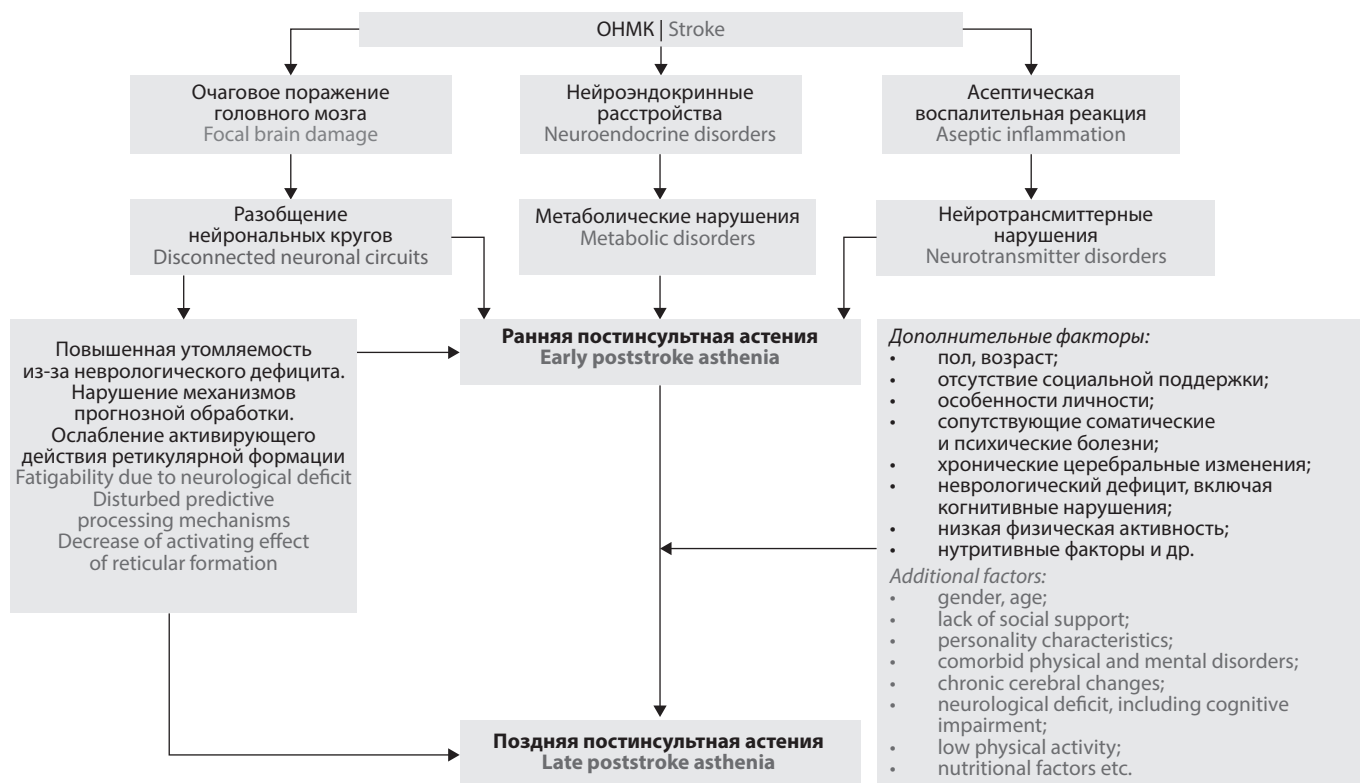 ОНМК | Stroke
Очаговое поражение
головного мозга
Focal brain damage
Нейроэндокринные
расстройства
Neuroendocrine disorders
Асептическая
воспалительная реакция
Aseptic inflammation
Разобщение
нейрональных кругов
Disconnected neuronal circuits
Метаболические нарушения
Metabolic disorders
Нейротрансмиттерные
нарушения
Neurotransmitter disorders
Повышенная утомляемость
из-за неврологического дефицита.
Нарушение механизмов
прогнозной обработки.
Ослабление активирующего
действия ретикулярной формации
Fatigability due to neurological deficit
Disturbed predictive
processing mechanisms
Decrease of activating effect
of reticular formation
Ранняя постинсультная астения
Early poststroke asthenia
Дополнительные факторы:
• пол, возраст;
• отсутствие социальной поддержки;
• особенности личности;
• сопутствующие соматические
и психические болезни;
• хронические церебральные изменения;
• неврологический дефицит, включая
когнитивные нарушения;
• низкая физическая активность;
• нутритивные факторы и др.
Additional factors:
• gender, age;
• lack of social support;
• personality characteristics;
• comorbid physical and mental disorders;
• chronic cerebral changes;
• neurological deficit, including cognitive
impairment;
• low physical activity;
• nutritional factors etc.
Поздняя постинсультная астения
Late poststroke asthenia